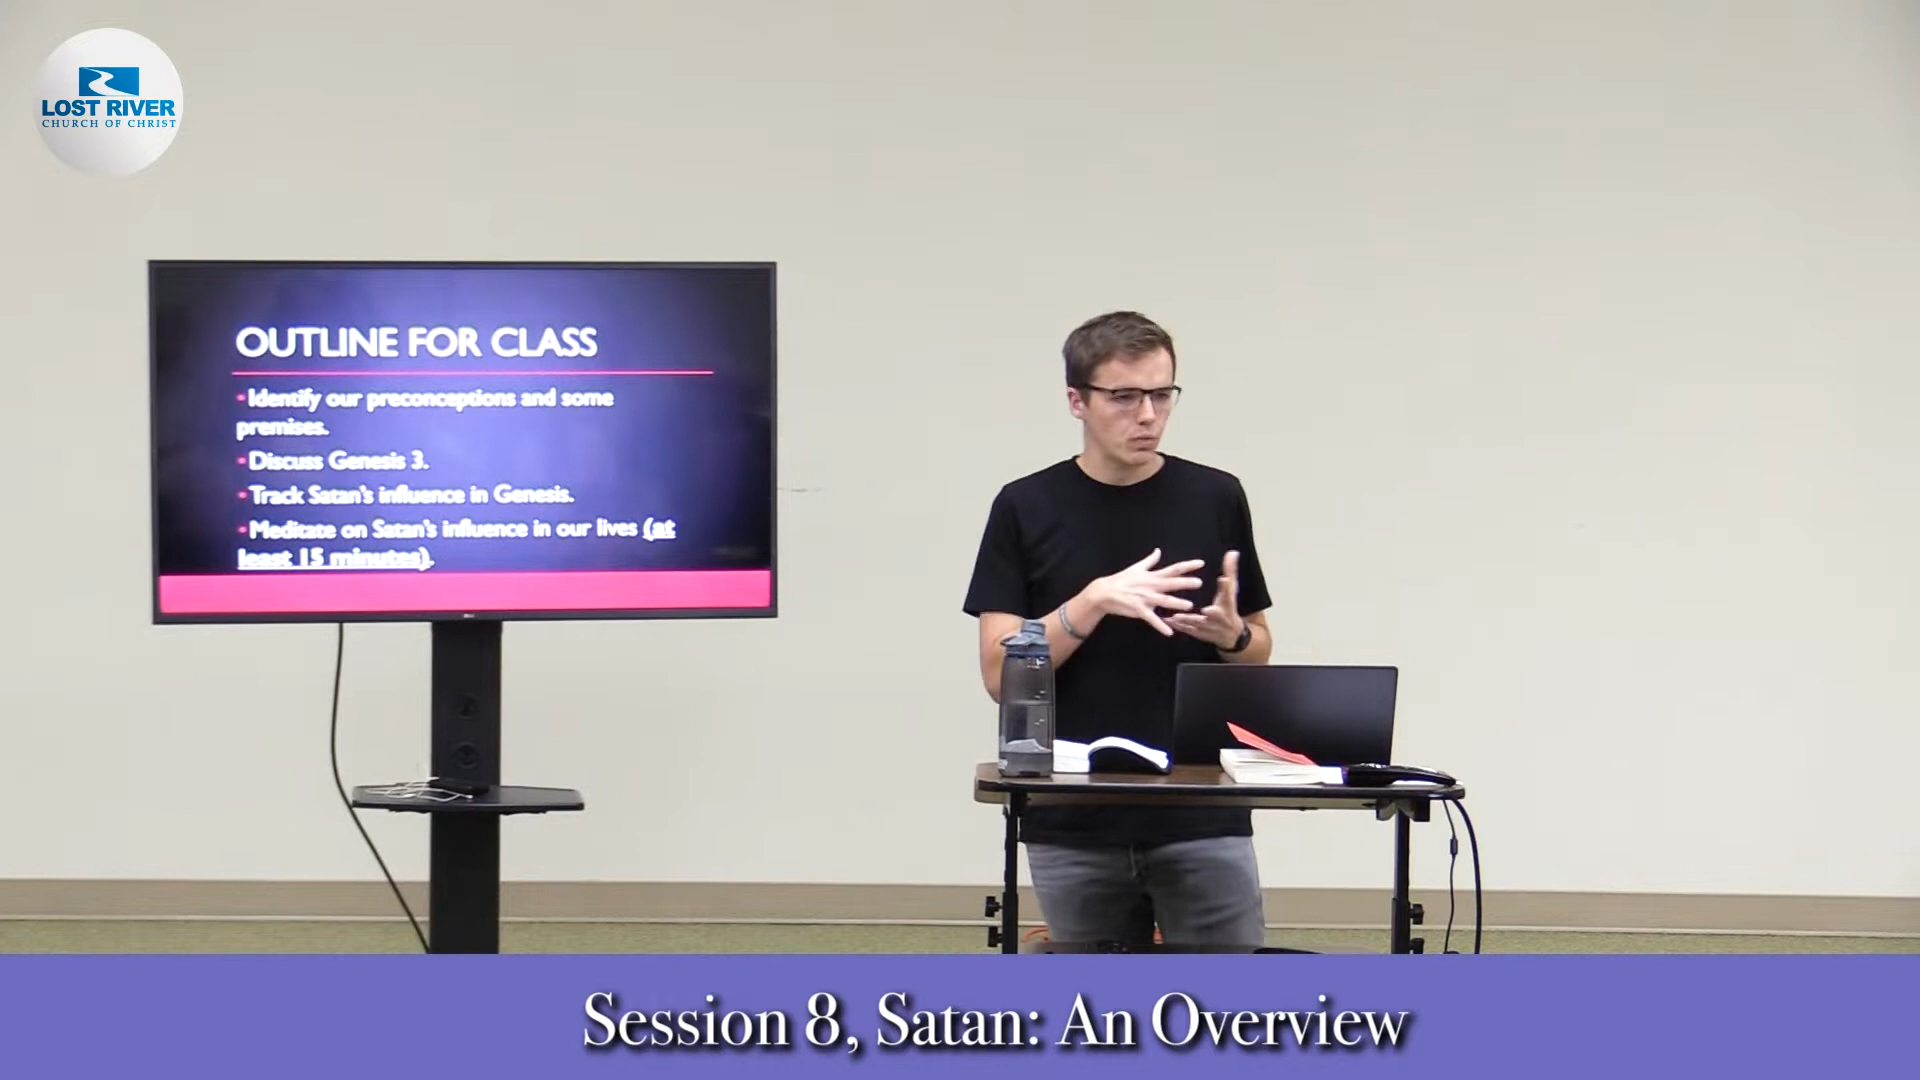 LOST RIVER
CHURCH OF CHRIST
OUTLINE FOR CLASS
• Identify our preconceptions and some
premises.
• Discuss Genesis 3.
• Track Satan's influence in Genesis.
• Meditate on Satan's influence in our lives (at
least 15 minutes).
Session 8, Satan: An Overview